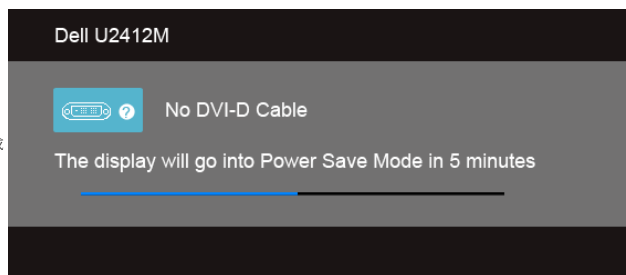 Dell U2412M
No DVI-D Cable
The display will go into Power Save Mode in 5 minutes